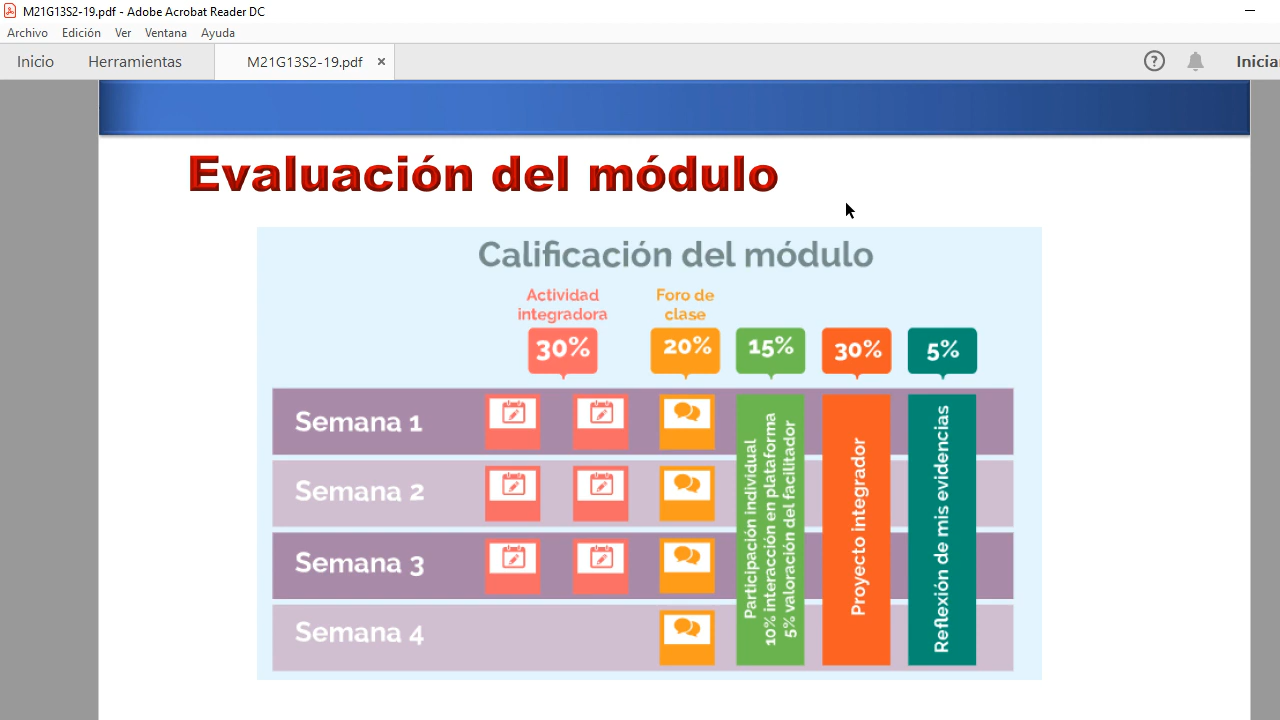 M21G13S2-19.pdf - Adobe Acrobat Reader DC
Archivo Edición Ver Ventana Ayuda
Inicio Herramientas M21G13S2-19.pdf × ? Inicia
Evaluación del módulo
Calificación del módulo
Actividad
integradora
Foro de
clase
30% 20% 15% 30% 5%
Semana 1
Semana 2
Semana 3
Semana 4
Participación individual
10% interacción en plataforma
5% valoración del facilitador
Proyecto integrador
Reflexión de mis evidencias